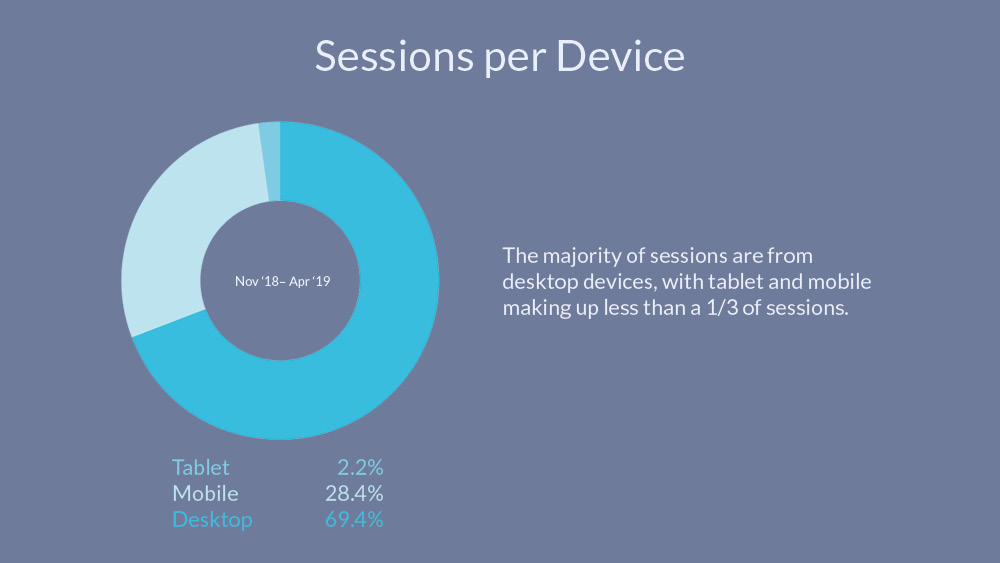 Sessions per Device
Nov ‘18– Apr ‘19
The majority of sessions are from
desktop devices, with tablet and mobile
making up less than a 1/3 of sessions.
Tablet 2.2%
Mobile 28.4%
Desktop 69.4%